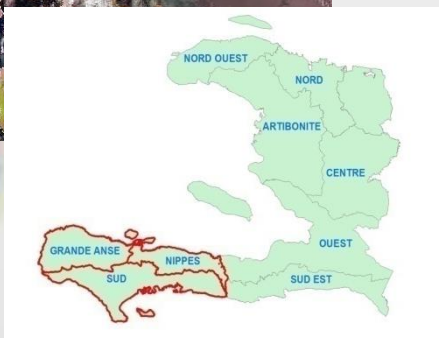 NORD OUEST
NORD
ARTIBONITE
CENTRE
OUEST
GRANDE ANSE
NIPPES
SUD
SUD EST